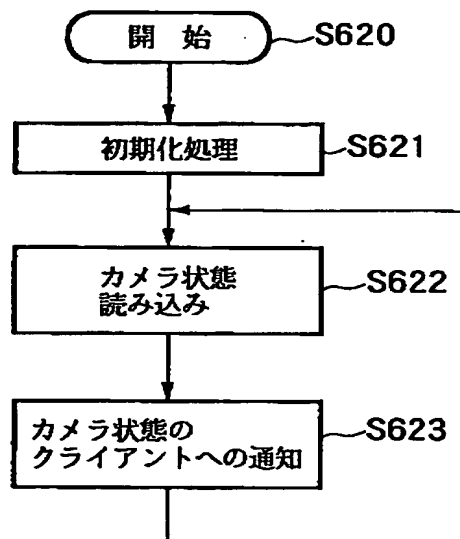 開 始
S620
初期化処理
S621
カメラ状態
読み込み
S622
カメラ状態の
クライアントへの通知
S623